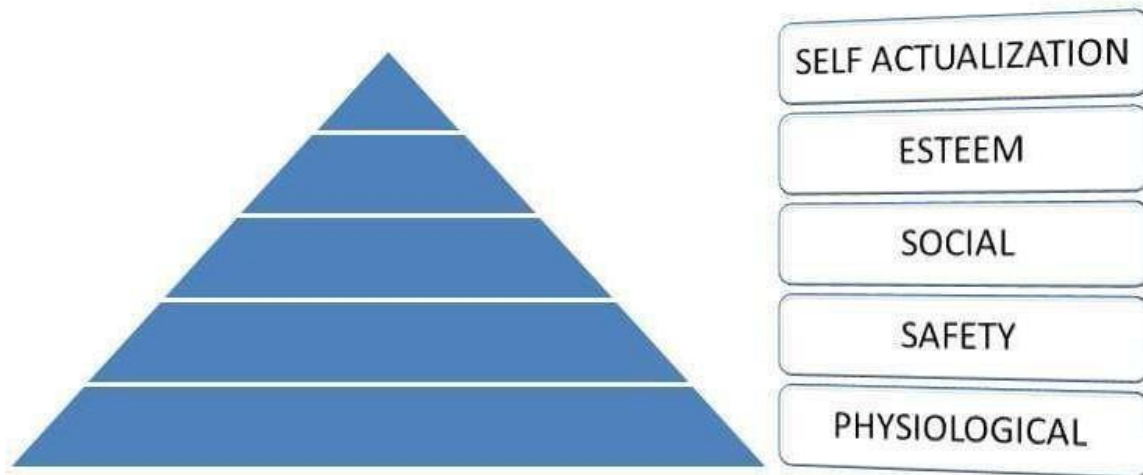 SELF ACTUALIZATION
ESTEEM
SOCIAL
SAFETY
PHYSIOLOGICAL